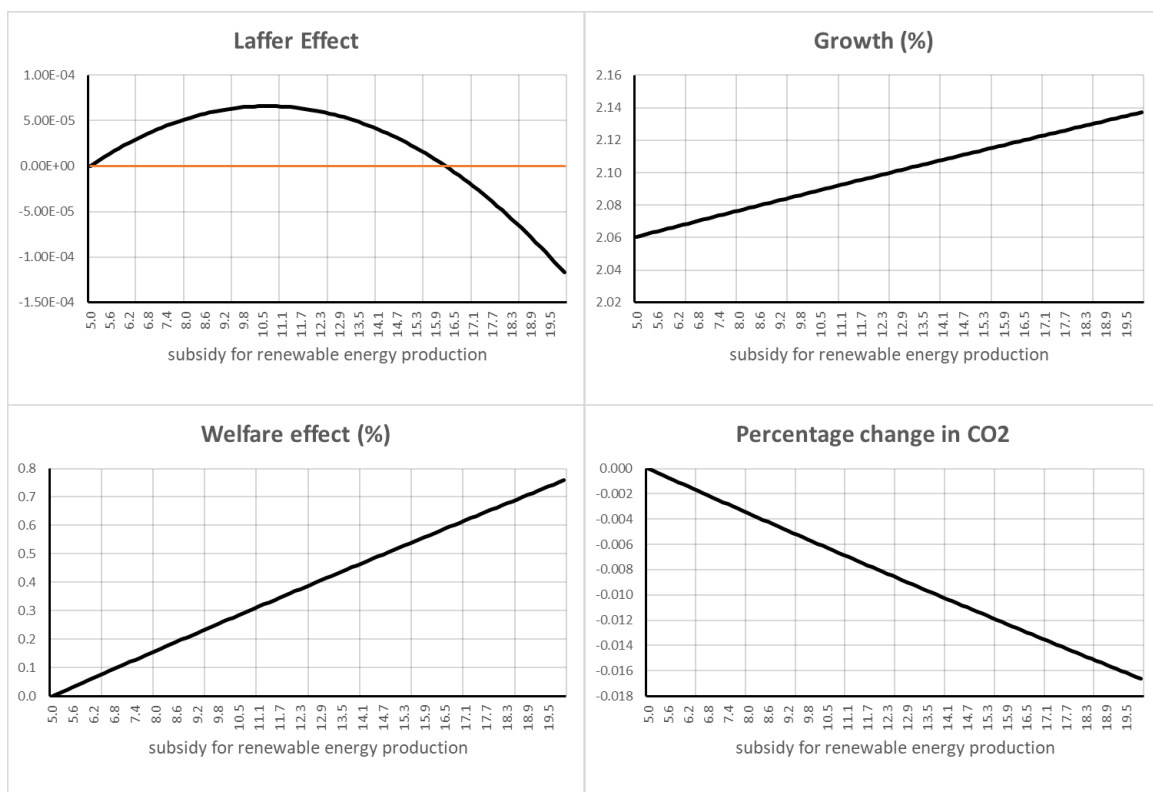 Laffer Effect
1.00E-04
5.00E-05
0.00E+00
-5.00E-05
-1.00E-04
-1.50E-04
5.0 5.6 6.2 6.8 7.4 8.0 8.6 9.2 9.8 10.5 11.1 11.7 12.3 12.9 13.5 14.1 14.7 15.3 15.9 16.5 17.1 17.7 18.3 18.9 19.5
subsidy for renewable energy production
Growth (%)
2.16
2.14
2.12
2.10
2.08
2.06
2.04
2.02
5.0 5.6 6.2 6.8 7.4 8.0 8.6 9.2 9.8 10.5 11.1 11.7 12.3 12.9 13.5 14.1 14.7 15.3 15.9 16.5 17.1 17.7 18.3 18.9 19.5
subsidy for renewable energy production
Welfare effect (%)
0.8
0.7
0.6
0.5
0.4
0.3
0.2
0.1
0.0
5.0 5.6 6.2 6.8 7.4 8.0 8.6 9.2 9.8 10.5 11.1 11.7 12.3 12.9 13.5 14.1 14.7 15.3 15.9 16.5 17.1 17.7 18.3 18.9 19.5
subsidy for renewable energy production
Percentage change in CO2
0.000
-0.002
-0.004
-0.006
-0.008
-0.010
-0.012
-0.014
-0.016
-0.018
5.0 5.6 6.2 6.8 7.4 8.0 8.6 9.2 9.8 10.5 11.1 11.7 12.3 12.9 13.5 14.1 14.7 15.3 15.9 16.5 17.1 17.7 18.3 18.9 19.5
subsidy for renewable energy production